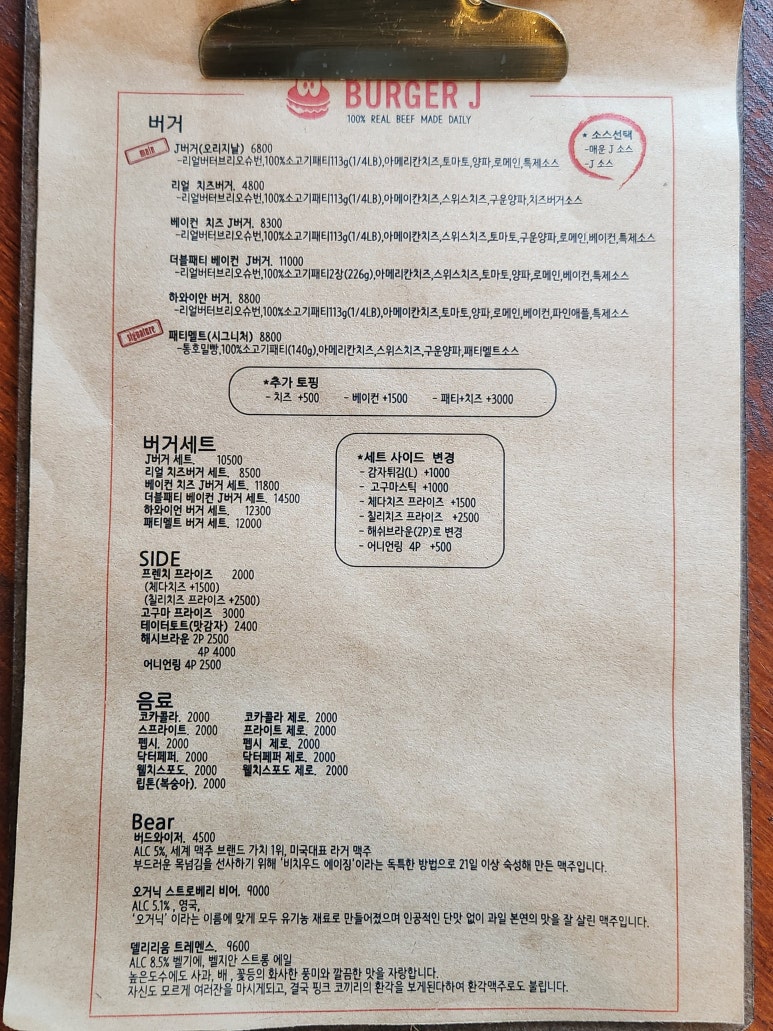 BURGER J
100% REAL BEEF MADE DAILY
버거
* 소스선택
-매운 J 소스
-J 소스
main
J버거(오리지날) 6800
-리얼버터브리오슈번,100%소고기패티113g(1/4LB),아메리칸치즈,토마토,양파,로메인,특제소스
리얼 치즈버거. 4800
-리얼버터브리오슈번,100%소고기패티113g(1/4LB),아메이칸치즈,스위스치즈,구운양파,치즈버거소스
베이컨 치즈 J버거. 8300
-리얼버터브리오슈번,100%소고기패티113g(1/4LB),아메이칸치즈,스위스치즈,토마토,구운양파,로메인,베이컨,특제소스
더블패티 베이컨 J버거. 11000
-리얼버터브리오슈번,100%소고기패티2장(226g),아메리칸치즈,스위스치즈,토마토,양파,로메인,베이컨,특제소스
하와이안 버거. 8800
-리얼버터브리오슈번,100%소고기패티113g(1/4LB),아메이칸치즈,토마토,양파,로메인,베이컨,파인애플,특제소스
signature
패티멜트(시그니처) 8800
-통호밀빵,100%소고기패티(140g),아메리칸치즈,스위스치즈,구운양파,패티멜트소스
*추가 토핑
- 치즈 +500 - 베이컨 +1500 - 패티+치즈 +3000
버거세트
J버거 세트. 10500
리얼 치즈버거 세트. 8500
베이컨 치즈 J버거 세트. 11800
더블패티 베이컨 J버거 세트. 14500
하와이언 버거 세트. 12300
패티멜트 버거 세트. 12000
*세트 사이드 변경
- 감자튀김(L) +1000
- 고구마스틱 +1000
- 체다치즈 프라이즈 +1500
- 칠리치즈 프라이즈 +2500
- 해쉬브라운(2P)로 변경
- 어니언링 4P +500
SIDE
프렌치 프라이즈 2000
(체다치즈 +1500)
(칠리치즈 프라이즈 +2500)
고구마 프라이즈 3000
테이터토트(맛감자) 2400
해시브라운 2P 2500
4P 4000
어니언링 4P 2500
음료
코카콜라. 2000 코카콜라 제로. 2000
스프라이트. 2000 프라이트 제로. 2000
펩시. 2000 펩시 제로. 2000
닥터페퍼. 2000 닥터페퍼 제로. 2000
웰치스포도. 2000 웰치스포도 제로. 2000
립톤(복숭아). 2000
Bear
버드와이저. 4500
ALC 5%, 세계 맥주 브랜드 가치 1위, 미국대표 라거 맥주
부드러운 목넘김을 선사하기 위해 '비치우드 에이징'이라는 독특한 방법으로 21일 이상 숙성해 만든 맥주입니다.
오거닉 스트로베리 비어. 9000
ALC 5.1% , 영국,
'오거닉' 이라는 이름에 맞게 모두 유기농 재료로 만들어졌으며 인공적인 단맛 없이 과일 본연의 맛을 잘 살린 맥주입니다.
델리리움 트레멘스. 9600
ALC 8.5% 벨기에, 벨지안 스트롱 에일
높은도수에도 사과, 배 , 꽃등의 화사한 풍미와 깔끔한 맛을 자랑합니다.
자신도 모르게 여러잔을 마시게되고, 결국 핑크 코끼리의 환각을 보게된다하여 환각맥주로도 불립니다.